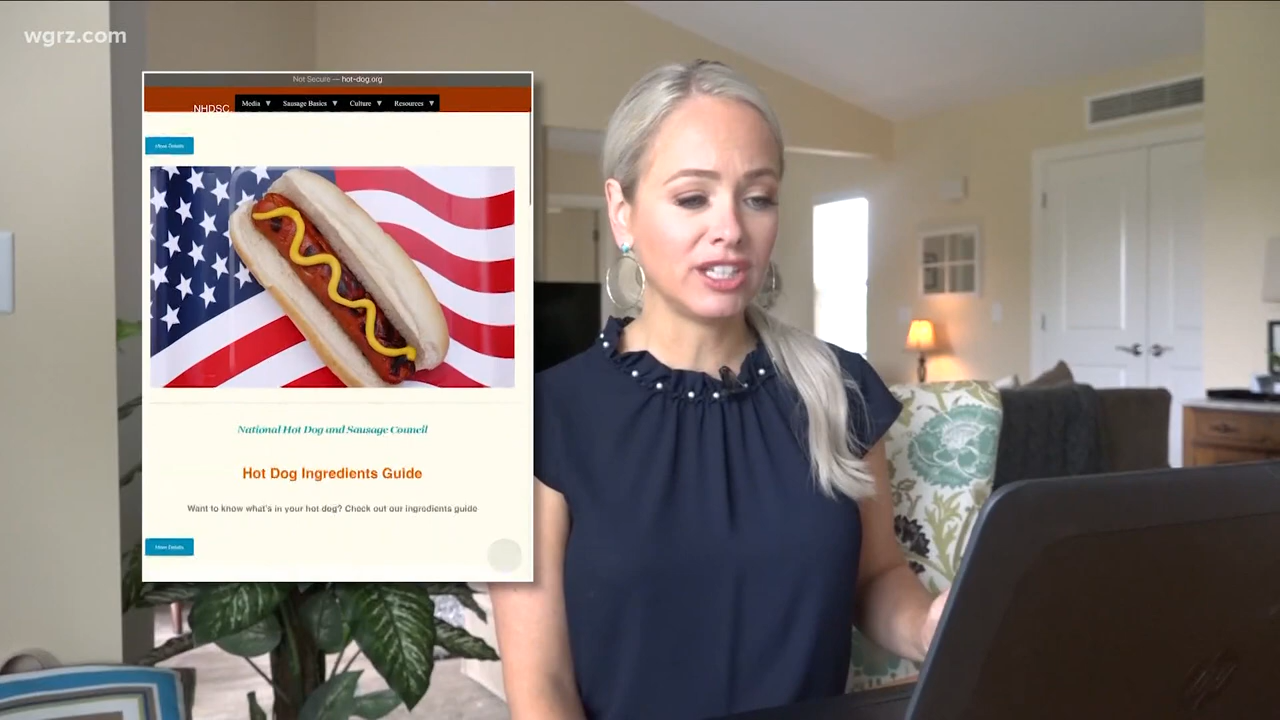 wgrz.com
Not Secure — hot-dog.org
NHDSC
Media ▼ Sausage Basics ▼ Culture ▼ Resources ▼
More Details
National Hot Dog and Sausage Council
Hot Dog Ingredients Guide
Want to know what's in your hot dog? Check out our ingredients guide
More Details